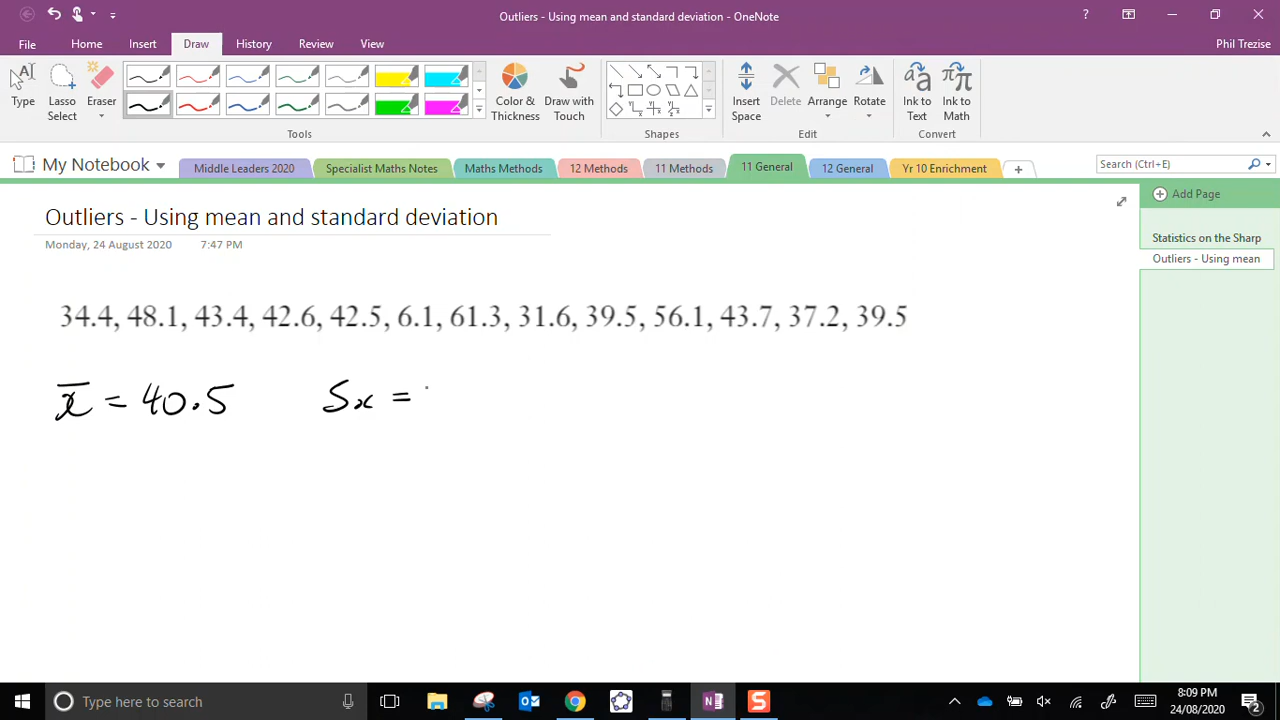 Outliers - Using mean and standard deviation - OneNote
?
File Home Insert Draw History Review View
Phil Trezise
Type Lasso Select Eraser Color & Thickness Draw with Touch Insert Space Delete Arrange Rotate Ink to Text Ink to Math
Tools Shapes Edit Convert
My Notebook Middle Leaders 2020 Specialist Maths Notes Maths Methods 12 Methods 11 Methods 11 General 12 General Yr 10 Enrichment Search (Ctrl+E)
Add Page
Outliers - Using mean and standard deviation
Monday, 24 August 2020 7:47 PM
Statistics on the Sharp
Outliers - Using mean
34.4, 48.1, 43.4, 42.6, 42.5, 6.1, 61.3, 31.6, 39.5, 56.1, 43.7, 37.2, 39.5
x̄ = 40.5 Sx =
Type here to search
8:09 PM
24/08/2020
2